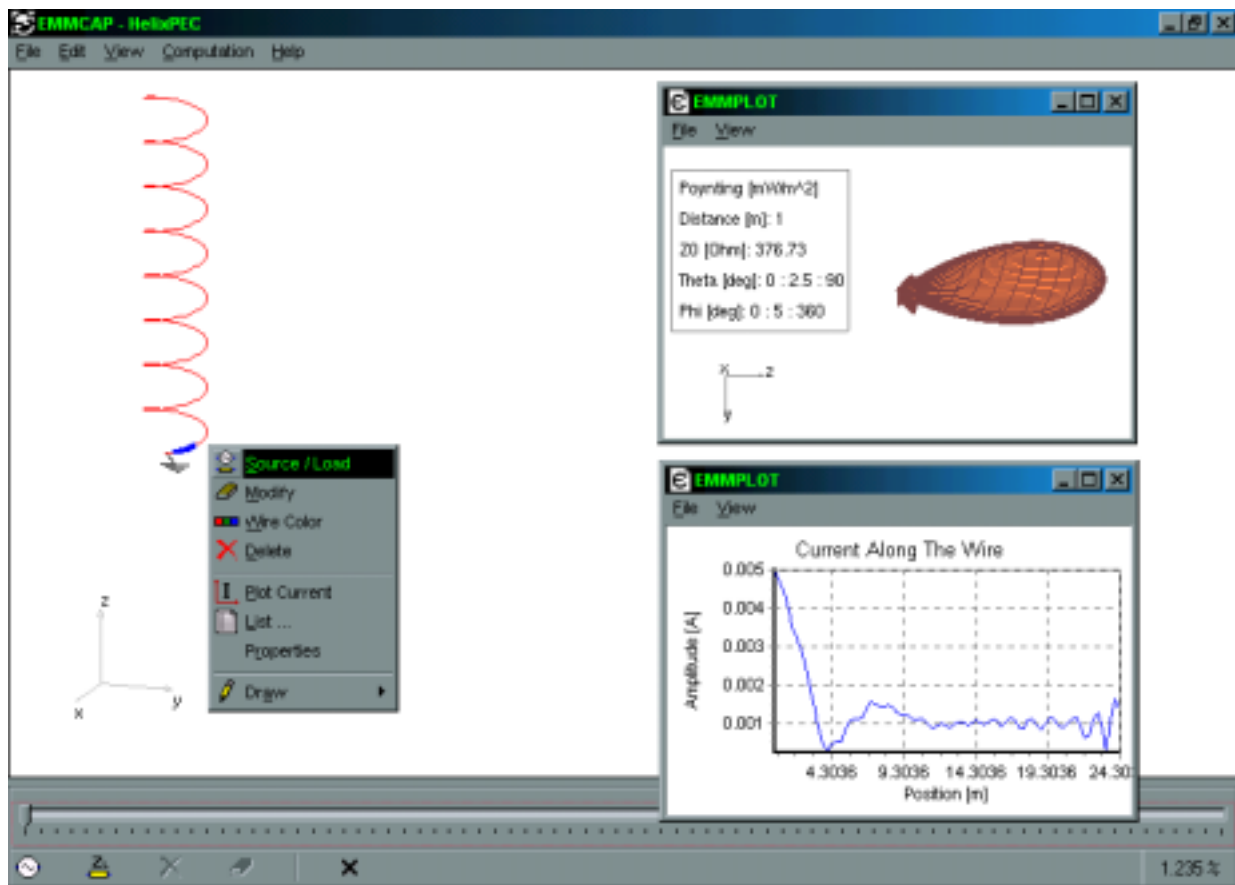 EMMCAP - HelixPEC
File Edit View Computation Help
EMMPLOT
File View
Poynting [mW/m^2]
Distance [m]: 1
Z0 [Ohm]: 376.73
Theta [deg]: 0 : 2.5 : 90
Phi [deg]: 0 : 5 : 360
x z
y
Source / Load
Modify
Wire Color
Delete
I Plot Current
List ...
Properties
Draw
z
x y
EMMPLOT
File View
Current Along The Wire
Amplitude [A]
0.005
0.004
0.003
0.002
0.001
4.3036 9.3036 14.3036 19.3036 24.30
Position [m]
1.235 %